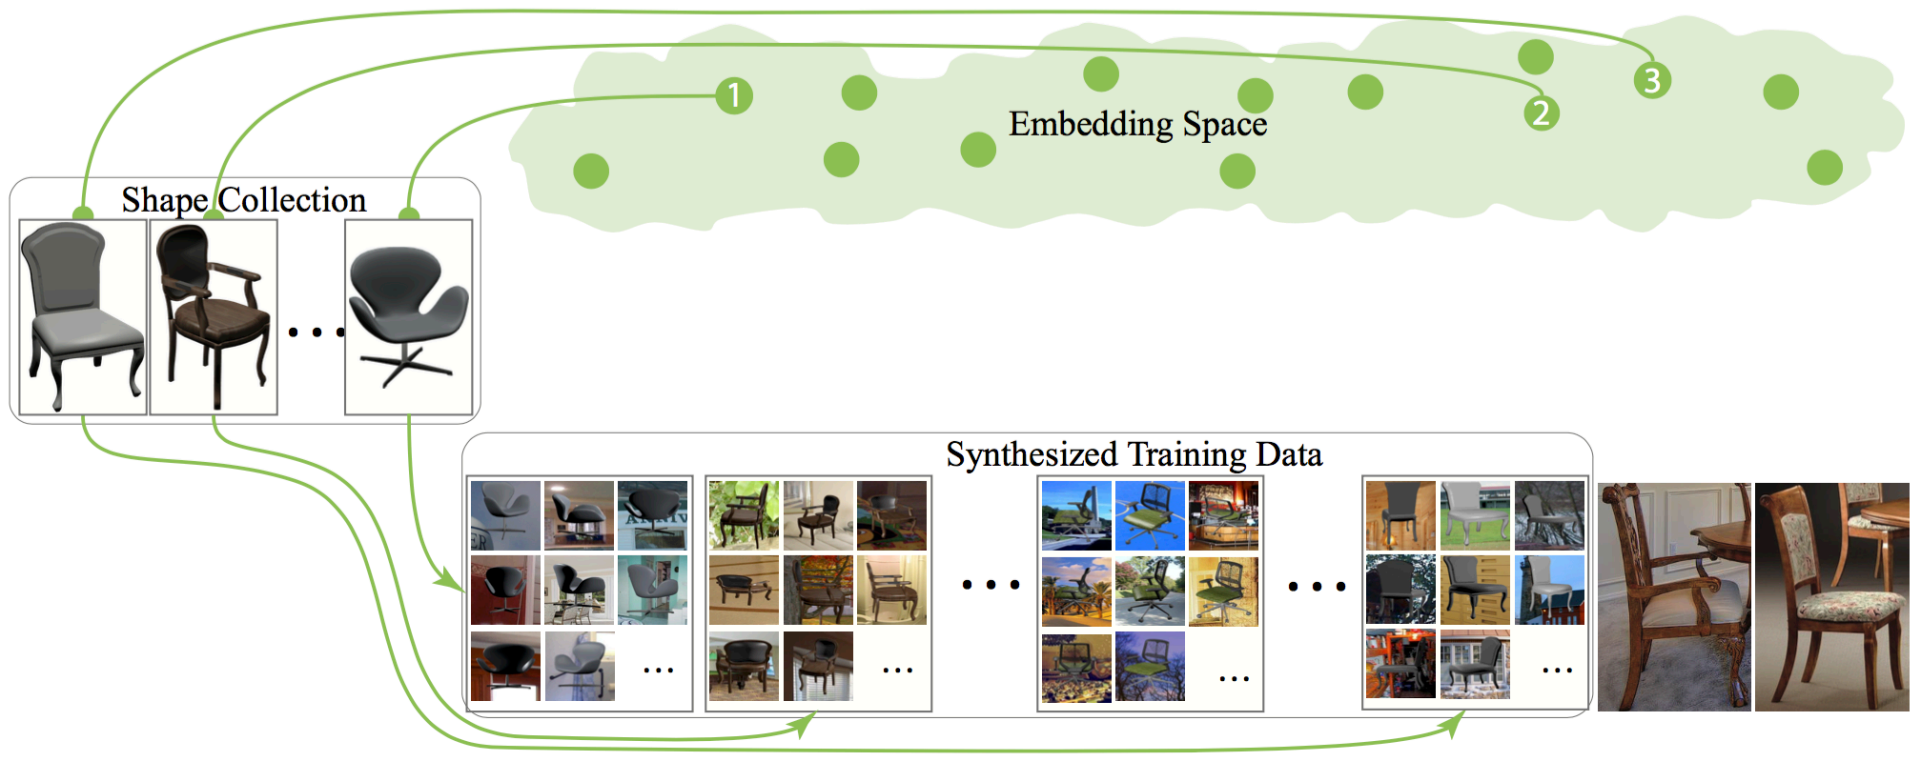 1
2
3
Embedding Space
Shape Collection
...
Synthesized Training Data
... ...
... ... ... ...